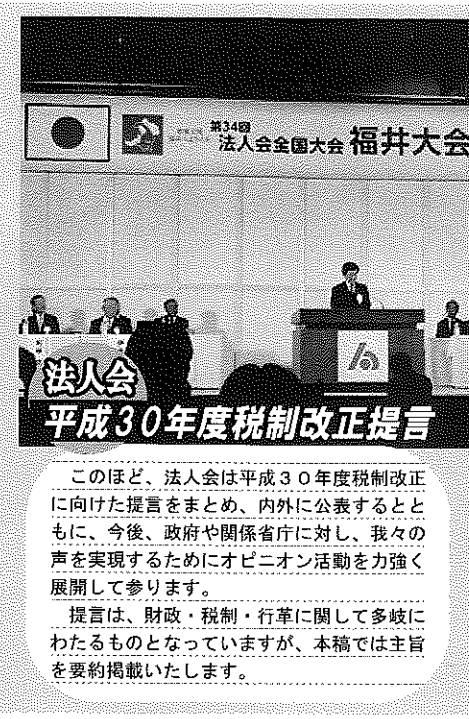 第34回
法人会全国大会 福井大会
法人会
平成30年度税制改正提言
このほど、法人会は平成30年度税制改正
に向けた提言をまとめ、内外に公表するとと
もに、今後、政府や関係省庁に対し、我々の
声を実現するためにオピニオン活動を力強く
展開して参ります。
提言は、財政・税制・行革に関して多岐に
わたるものとなっていますが、本稿では主旨
を要約掲載いたします。